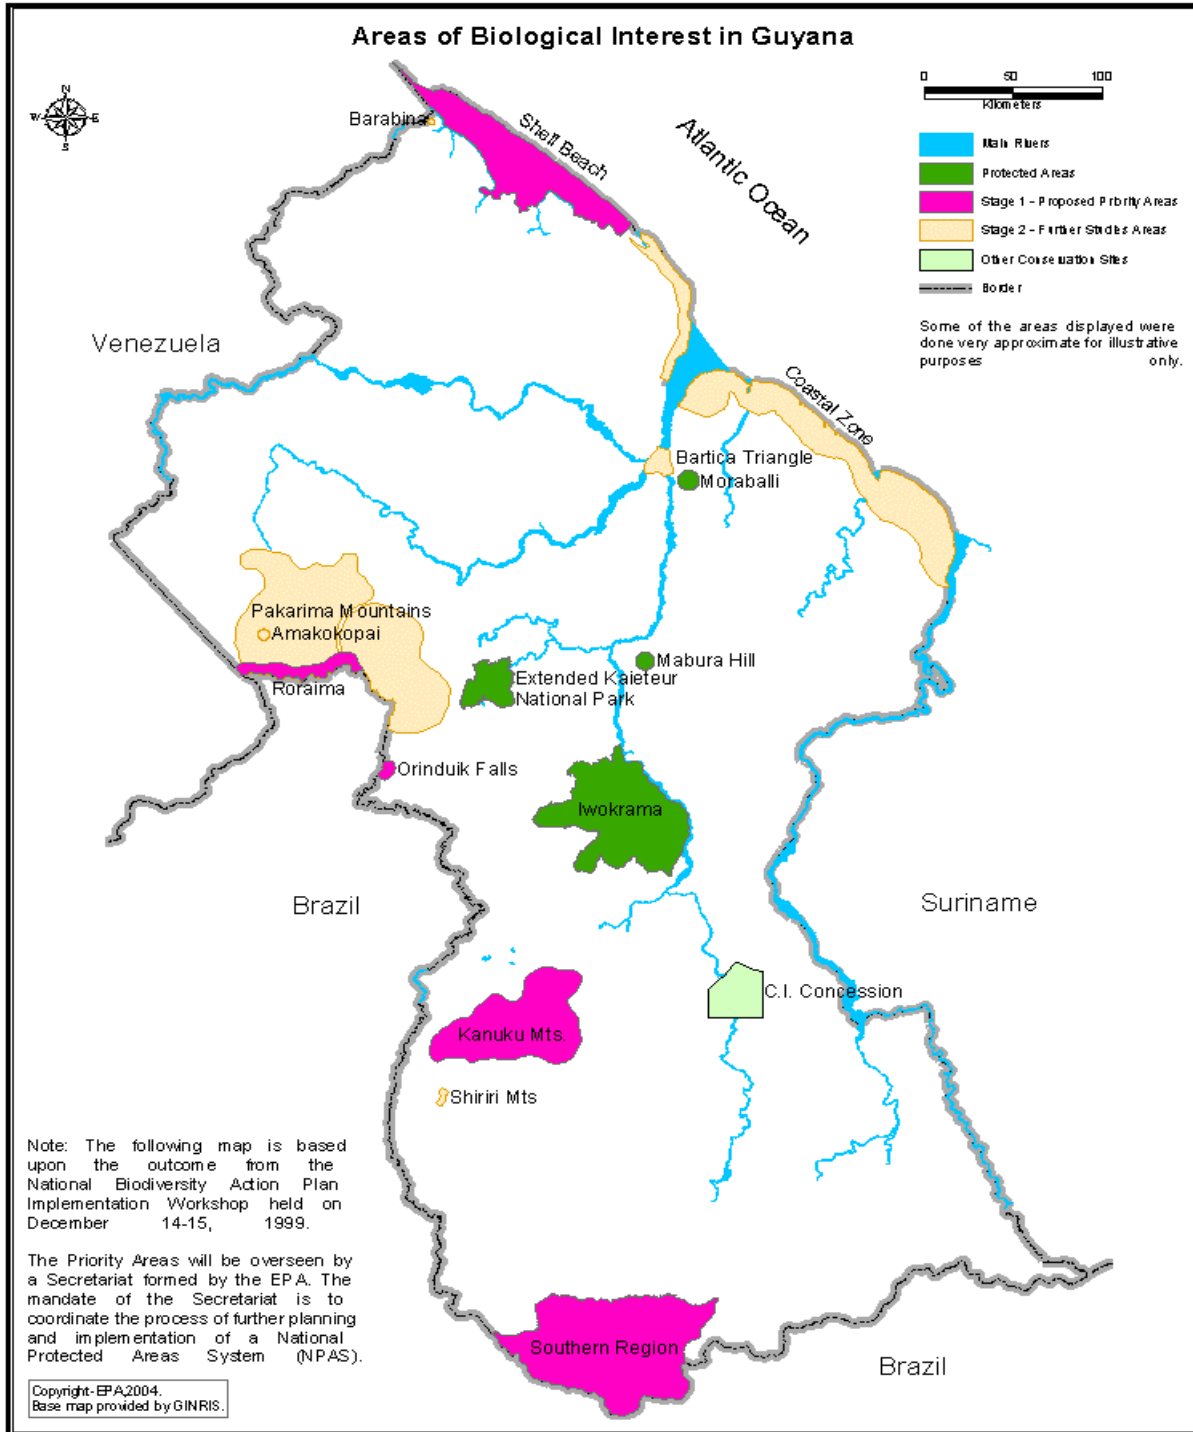 Areas of Biological Interest in Guyana
N
W E
S
0 50 100
Kilometers
Main Rivers
Protected Areas
Stage 1 - Proposed Priority Areas
Stage 2 - Further Studies Areas
Other Conservation Sites
Border
Some of the areas displayed were
done very approximate for illustrative
purposes only.
Barabina
Shell Beach
Atlantic Ocean
Venezuela
Coastal Zone
Bartica Triangle
Moraballi
Pakarima Mountains
Amakokopai
Roraima
Mabura Hill
Extended Kaieteur
National Park
Orinduik Falls
Iwokrama
Brazil
Suriname
C.I. Concession
Kanuku Mts.
Shiriri Mts
Note: The following map is based
upon the outcome from the
National Biodiversity Action Plan
Implementation Workshop held on
December 14-15, 1999.
The Priority Areas will be overseen by
a Secretariat formed by the EPA. The
mandate of the Secretariat is to
coordinate the process of further planning
and implementation of a National
Protected Areas System (NPAS).
Southern Region
Brazil
Copyright-EPA,2004.
Base map provided by GINRIS.